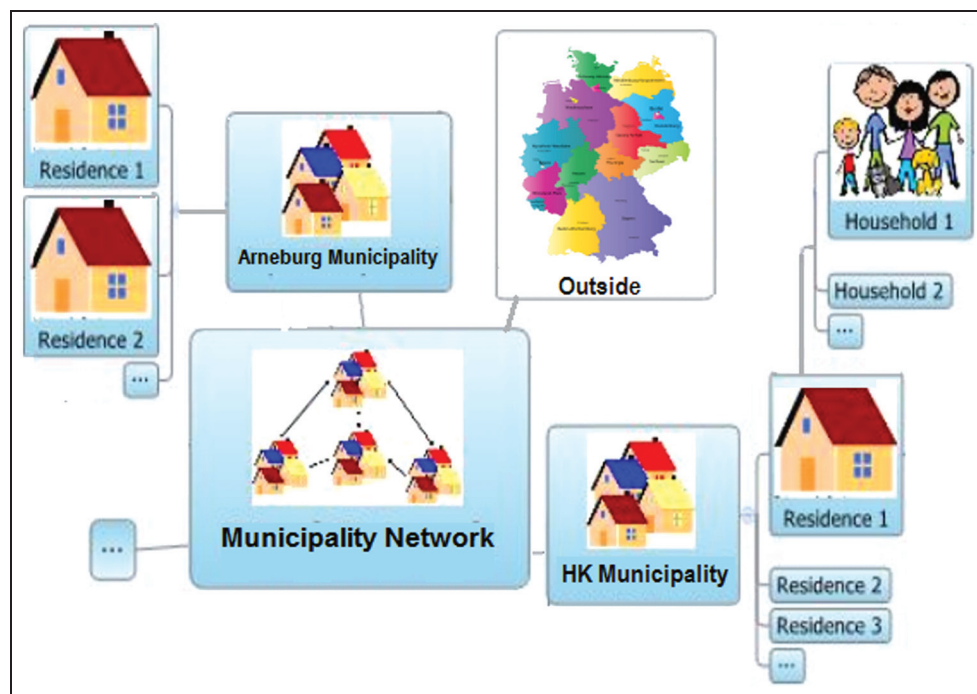 Residence 1
Residence 2
...
Arneburg Municipality
Outside
Municipality Network
...
HK Municipality
Household 1
Household 2
...
Residence 1
Residence 2
Residence 3
...